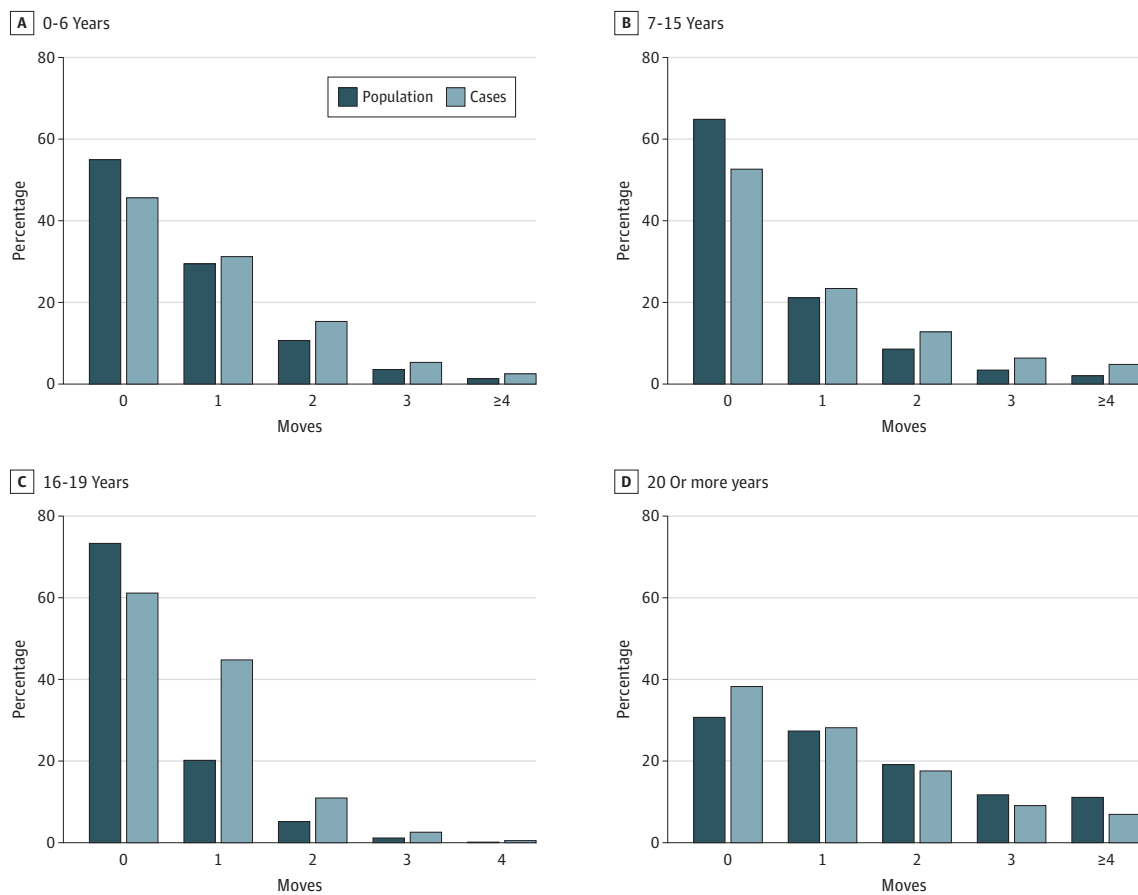 A 0-6 Years
80
60
40
20
0
Percentage
Population Cases
0 1 2 3 ≥4
Moves
B 7-15 Years
80
60
40
20
0
Percentage
0 1 2 3 ≥4
Moves
C 16-19 Years
80
60
40
20
0
Percentage
0 1 2 3 4
Moves
D 20 Or more years
80
60
40
20
0
Percentage
0 1 2 3 ≥4
Moves